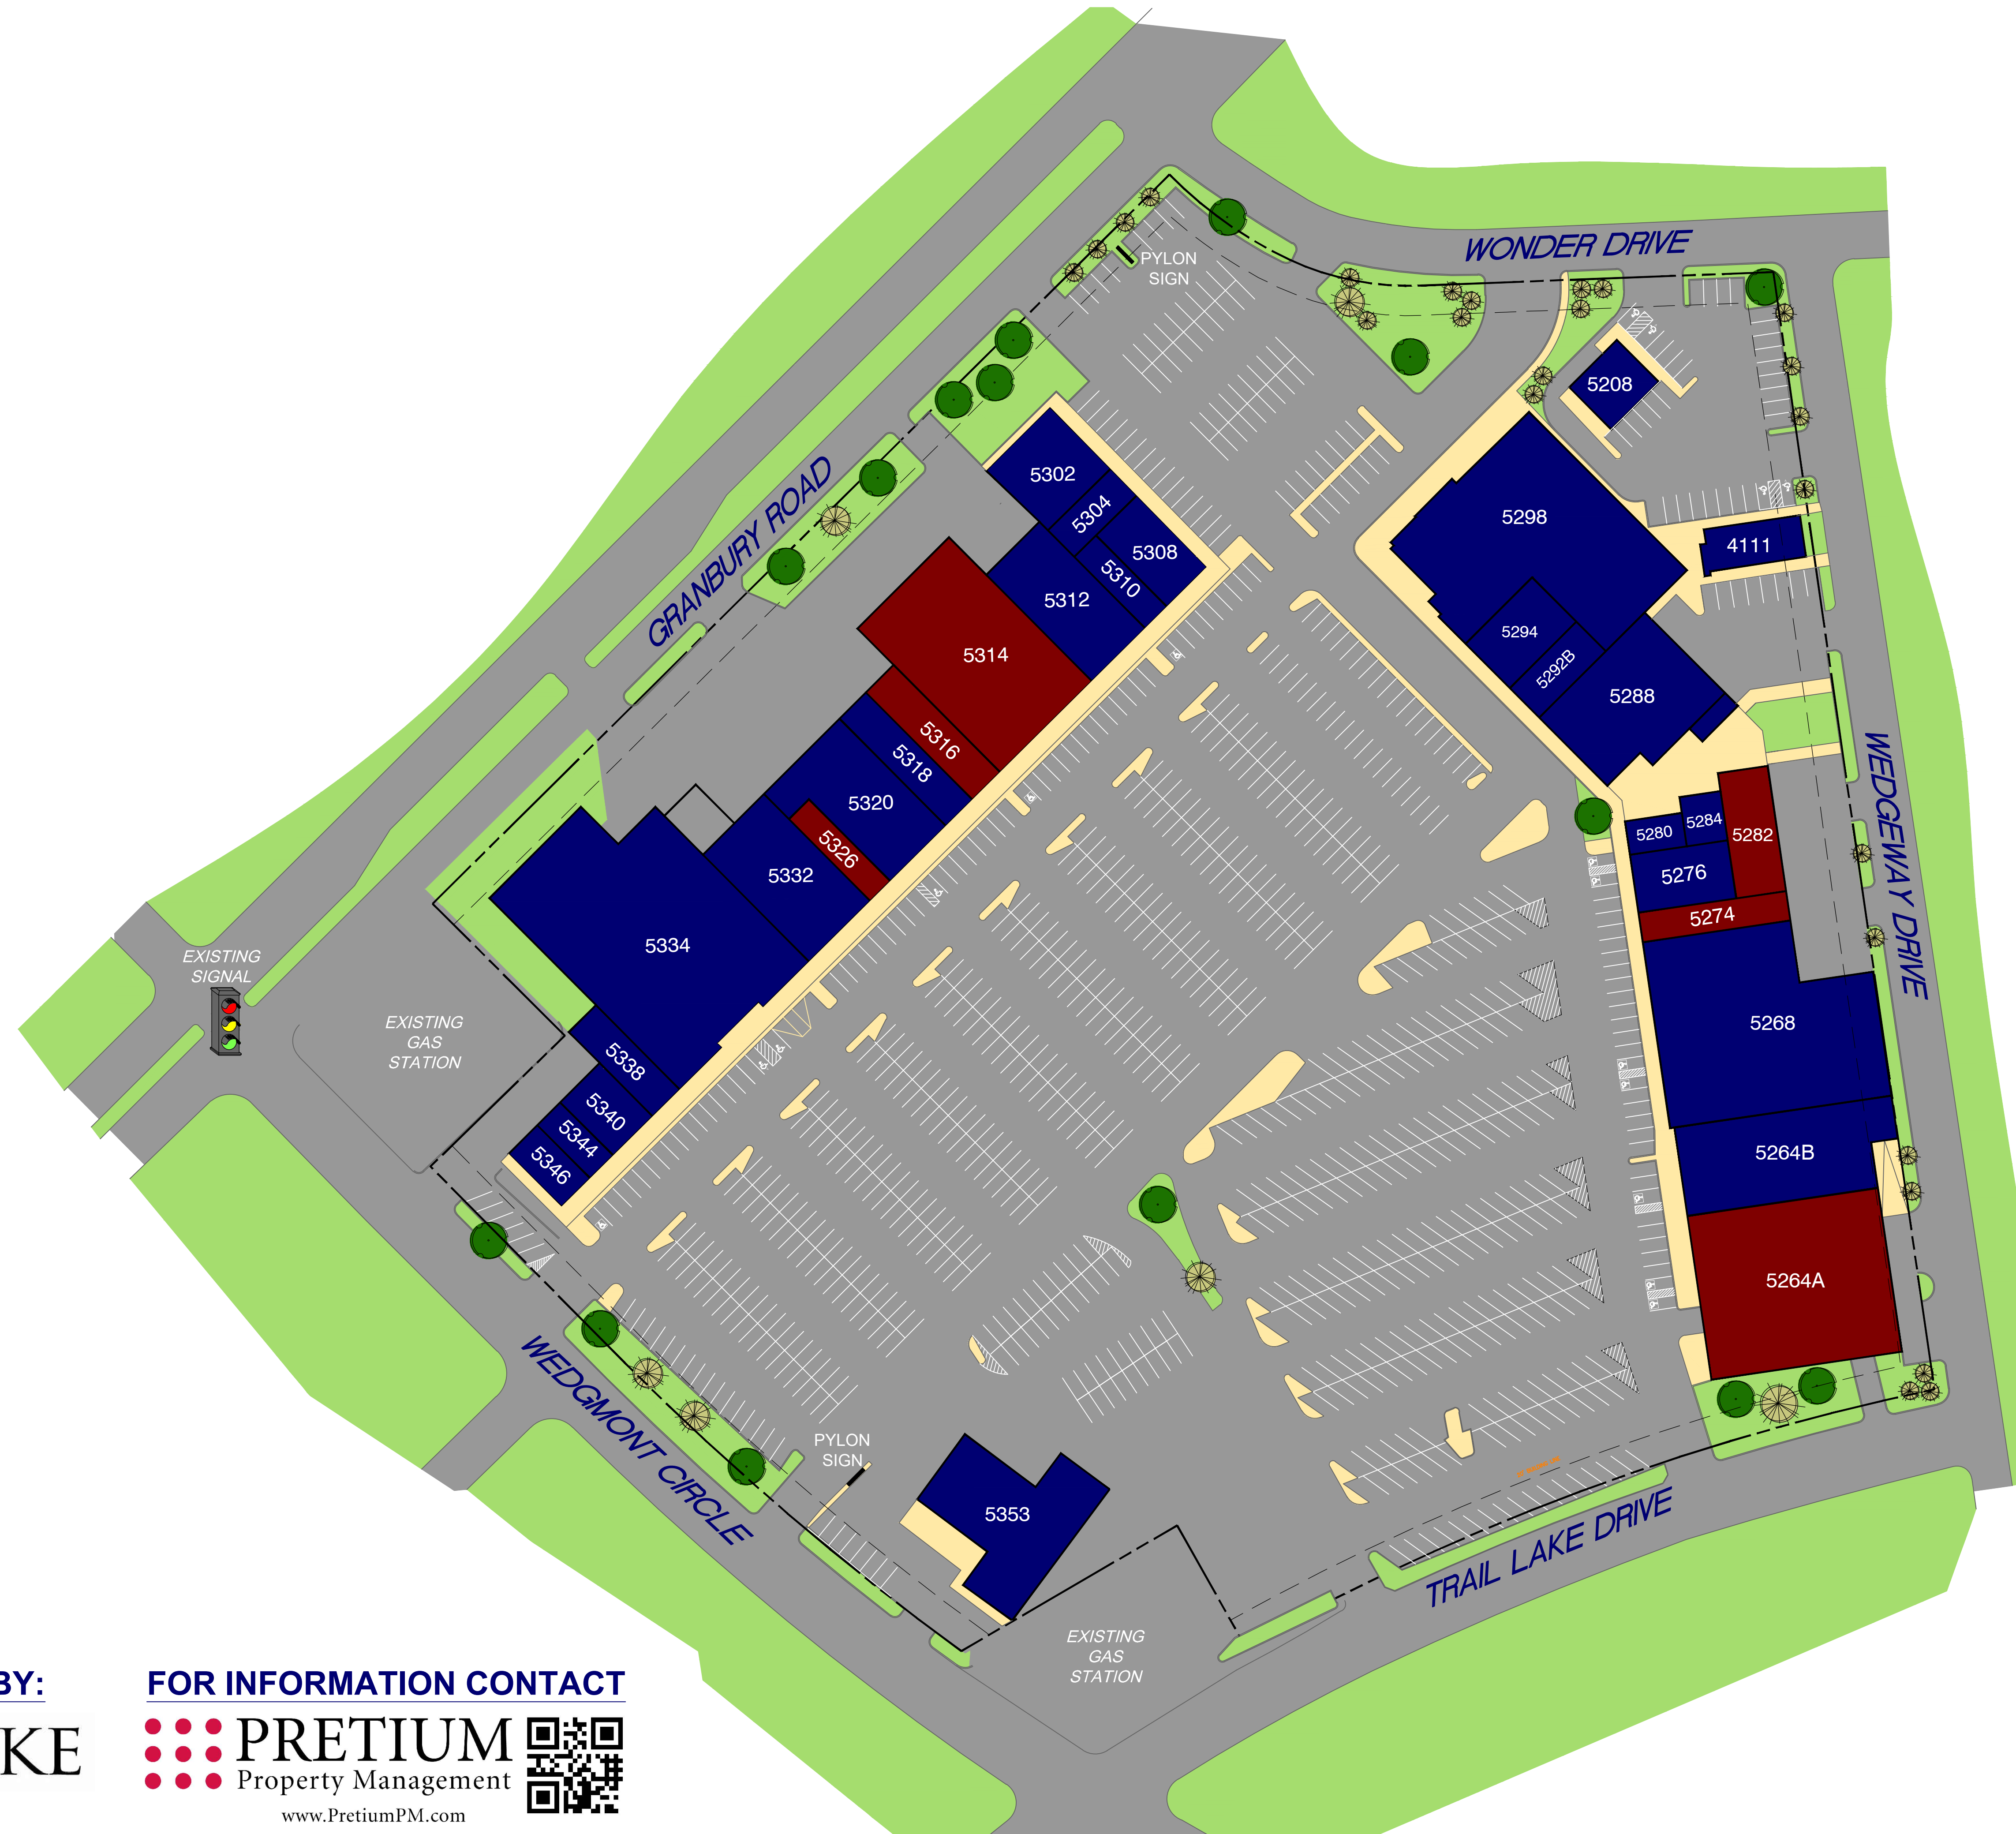 WONDER DRIVE
PYLON
SIGN
5208
5302
5304
5308
5298
4111
GRANBURY ROAD
5310
5312
5314
5294
5292B
5288
5316
5318
5320
5326
5332
5280
5284
5282
WEDGEWAY DRIVE
5276
5274
5334
EXISTING
SIGNAL
EXISTING
GAS
STATION
5268
5338
5340
5344
5346
5264B
5264A
WEDGMONT CIRCLE
PYLON
SIGN
5353
TRAIL LAKE DRIVE
EXISTING
GAS
STATION
BY:
KE
FOR INFORMATION CONTACT
PRETIUM
Property Management
www.PretiumPM.com